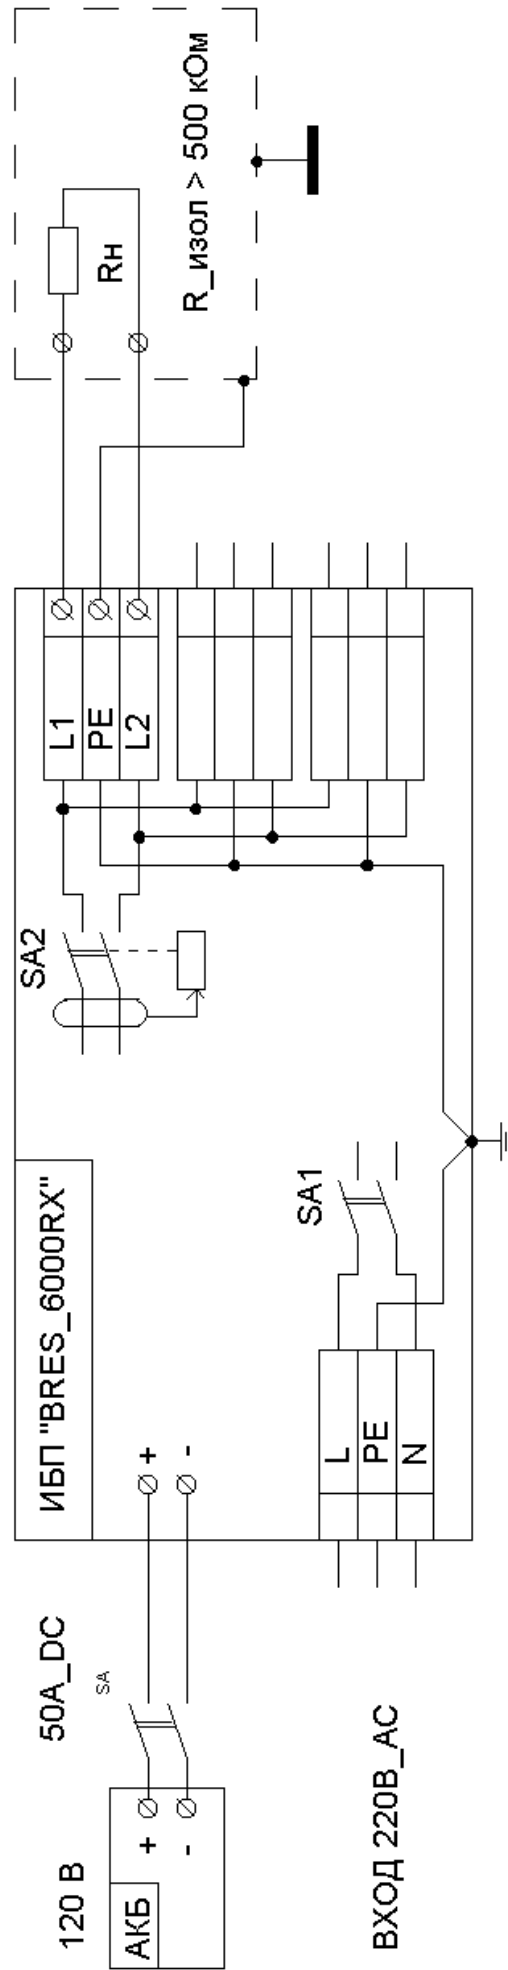 120 В
50A_DC
SA
АКБ
+
-
+
-
ИБП "BRES_6000RX"
ВХОД 220В_АС
L
PE
N
SA1
SA2
L1
PE
L2
Rн
R_изол > 500 кОм